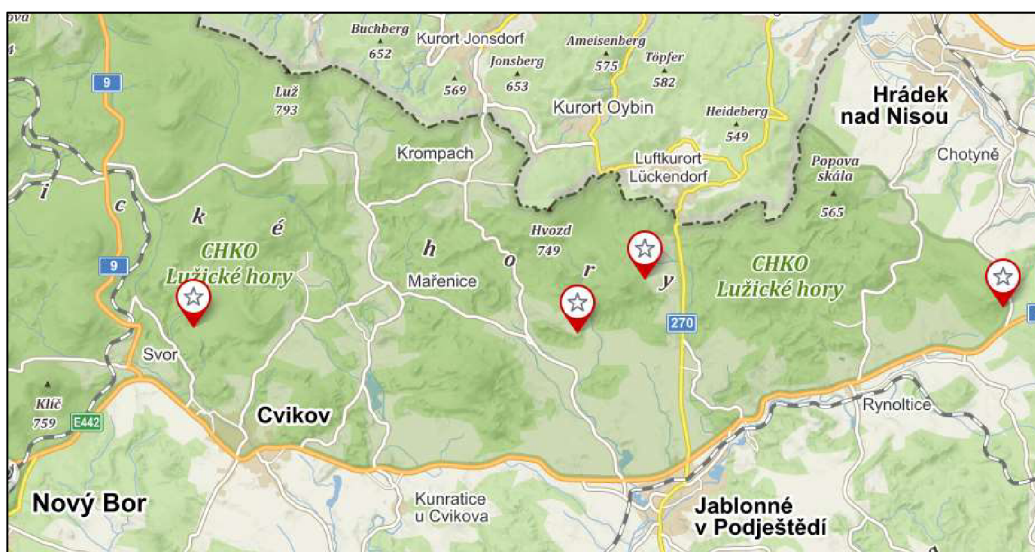 Buchberg
652
Kurort Jonsdorf
Ameisenberg
575
Töpfer
582
Jonsberg
653
569
9
Luž
793
Kurort Oybin
Heideberg
549
Hrádek
nad Nisou
Chotyně
Krompach
Luftkurort
Lückendorf
Popova
skála
565
i
c
k
é
h
o
r
y
Hvozd
749
CHKO
Lužické hory
9
Mařenice
CHKO
Lužické hory
270
Svor
Klíč
759
E442
Cvikov
Rynoltice
Nový Bor
Kunratice
u Cvikova
Jablonné
v Podještědí